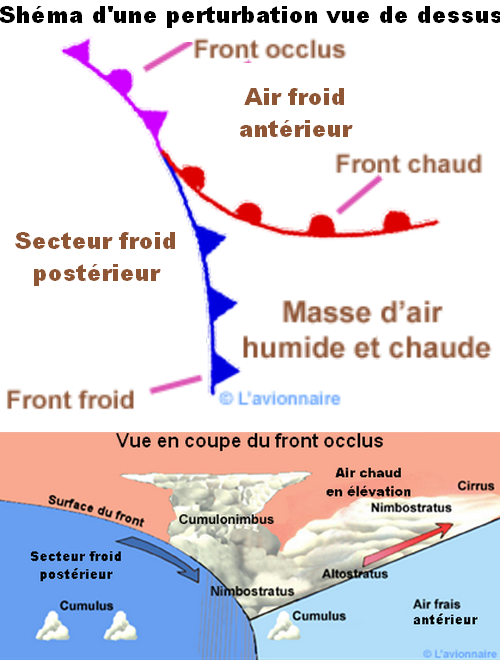 Shéma d'une perturbation vue de dessus
Front occlus
Air froid
antérieur
Front chaud
Secteur froid
postérieur
Masse d'air
humide et chaude
Front froid
© L'avionnaire
Vue en coupe du front occlus
Air chaud
en élévation
Cirrus
Surface du front
Nimbostratus
Cumulonimbus
Secteur froid
postérieur
Altostratus
Nimbostratus
Cumulus
Cumulus
Air frais
antérieur
© L'avionnaire